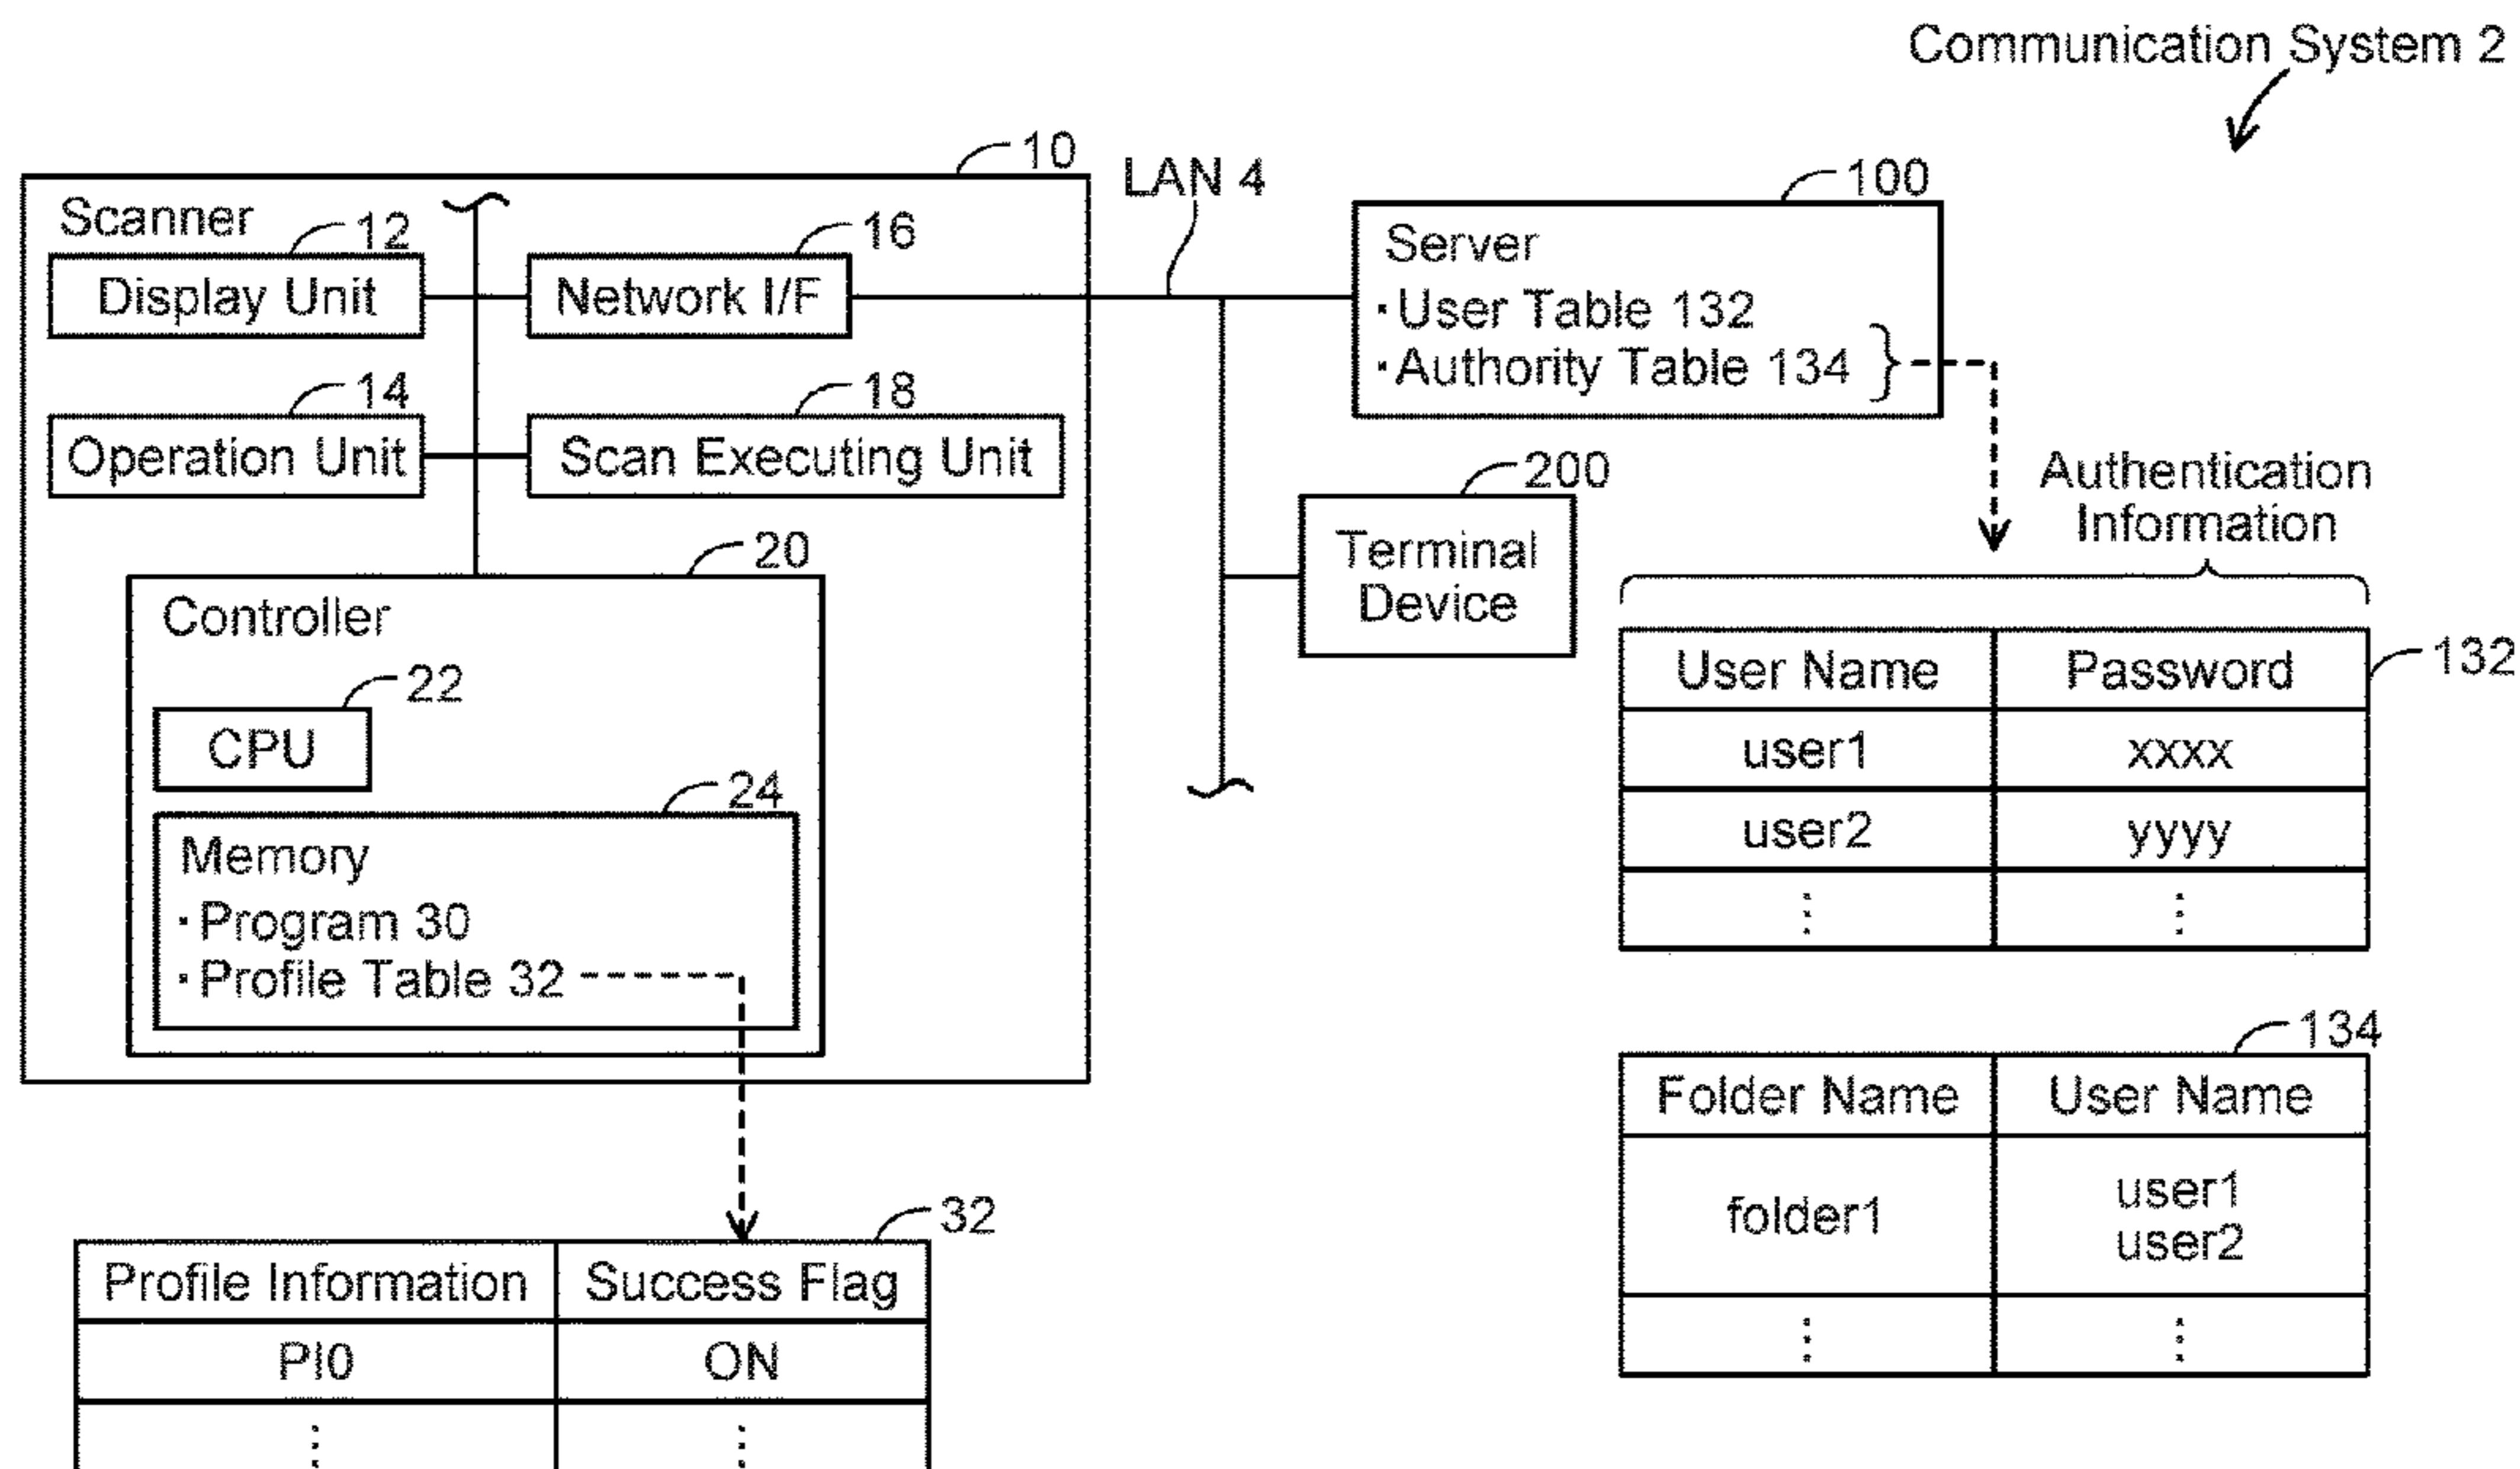 Communication System 2
10
Scanner
12
Display Unit
16
Network I/F
14
Operation Unit
18
Scan Executing Unit
20
Controller
22
CPU
24
Memory
·Program 30
·Profile Table 32
LAN 4
100
Server
·User Table 132
·Authority Table 134
200
Terminal
Device
Authentication
Information
132
User Name Password
user1 xxxx
user2 yyyy
⋮ ⋮
134
Folder Name User Name
folder1 user1
user2
⋮ ⋮
32
Profile Information Success Flag
PI0 ON
⋮ ⋮